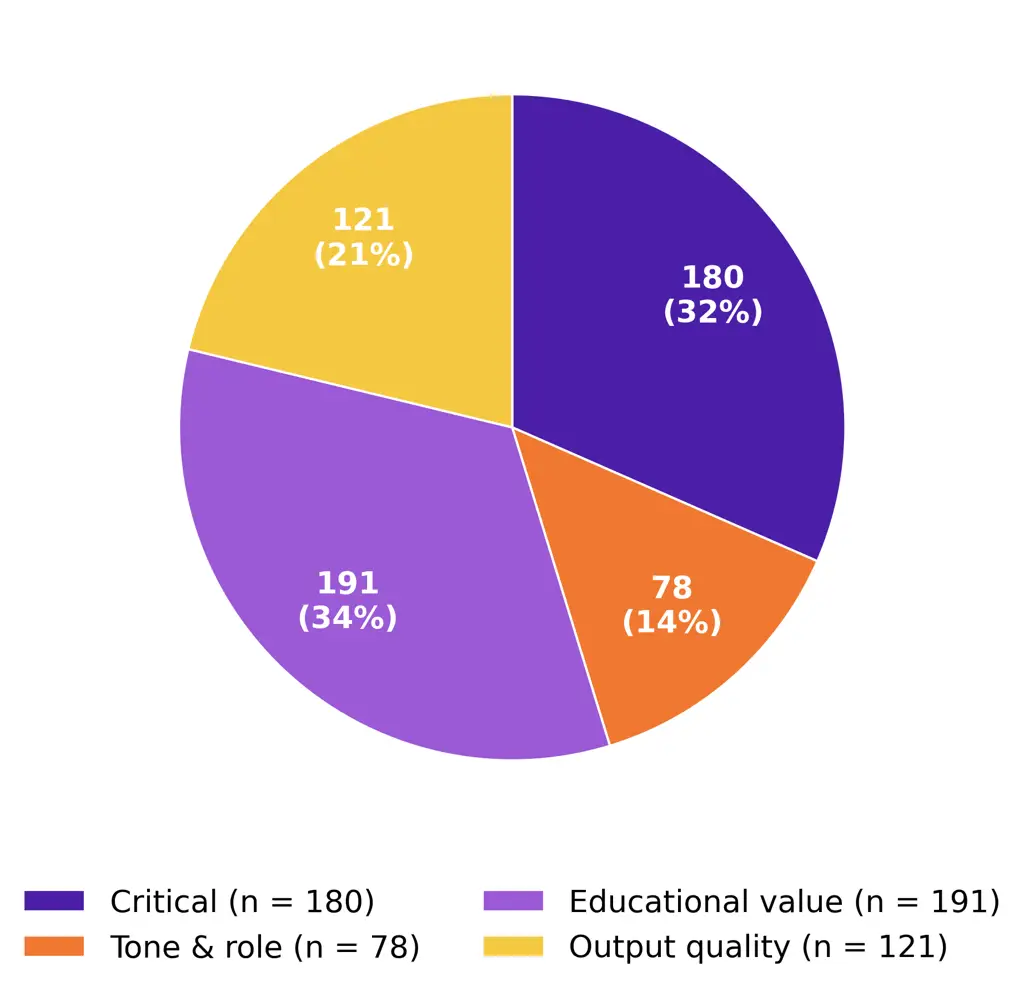 121
(21%)
180
(32%)
191
(34%)
78
(14%)
Critical (n = 180)
Tone & role (n = 78)
Educational value (n = 191)
Output quality (n = 121)